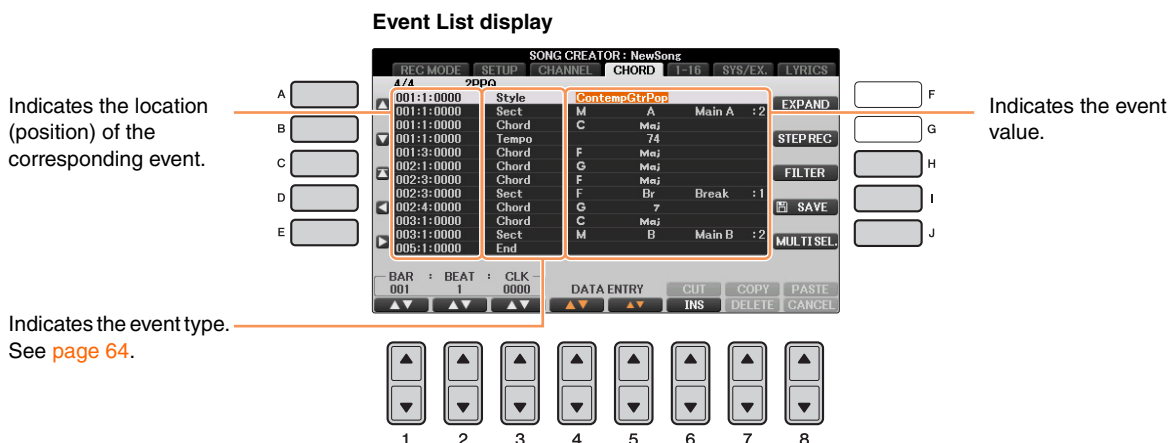 Event List display
SONG CREATOR : NewSong
REC MODE SETUP CHANNEL CHORD 1-16 SYS/EX. LYRICS
4/4 2PPQ
001:1:0000 Style ContempGtrPop
001:1:0000 Sect M A Main A :2
001:1:0000 Chord C Maj
001:1:0000 Tempo 74
001:3:0000 Chord F Maj
002:1:0000 Chord G Maj
002:3:0000 Chord F Maj
002:3:0000 Sect F Br Break :1
002:4:0000 Chord G 7
003:1:0000 Chord C Maj
003:1:0000 Sect M B Main B :2
005:1:0000 End
EXPAND
STEP REC
FILTER
SAVE
MULTI SEL.
BAR : BEAT : CLK
001 1 0000
DATA ENTRY
CUT COPY PASTE
INS DELETE CANCEL
A
B
C
D
E
F
G
H
I
J
Indicates the location
(position) of the
corresponding event.
Indicates the event
value.
Indicates the event type.
See page 64.
1 2 3 4 5 6 7 8